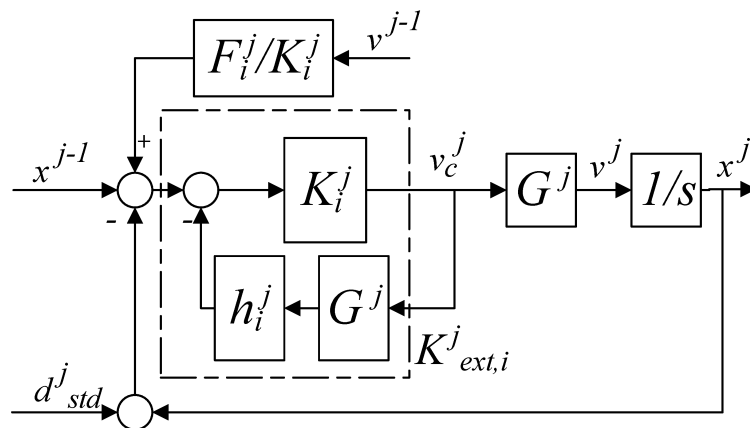 F_i^j/K_i^j
v^{j-1}
+
x^{j-1}
-
-
K_i^j
v_c^j
G^j
v^j
1/s
x^j
h_i^j
G^j
K^j_{ext,i}
d^j_{std}